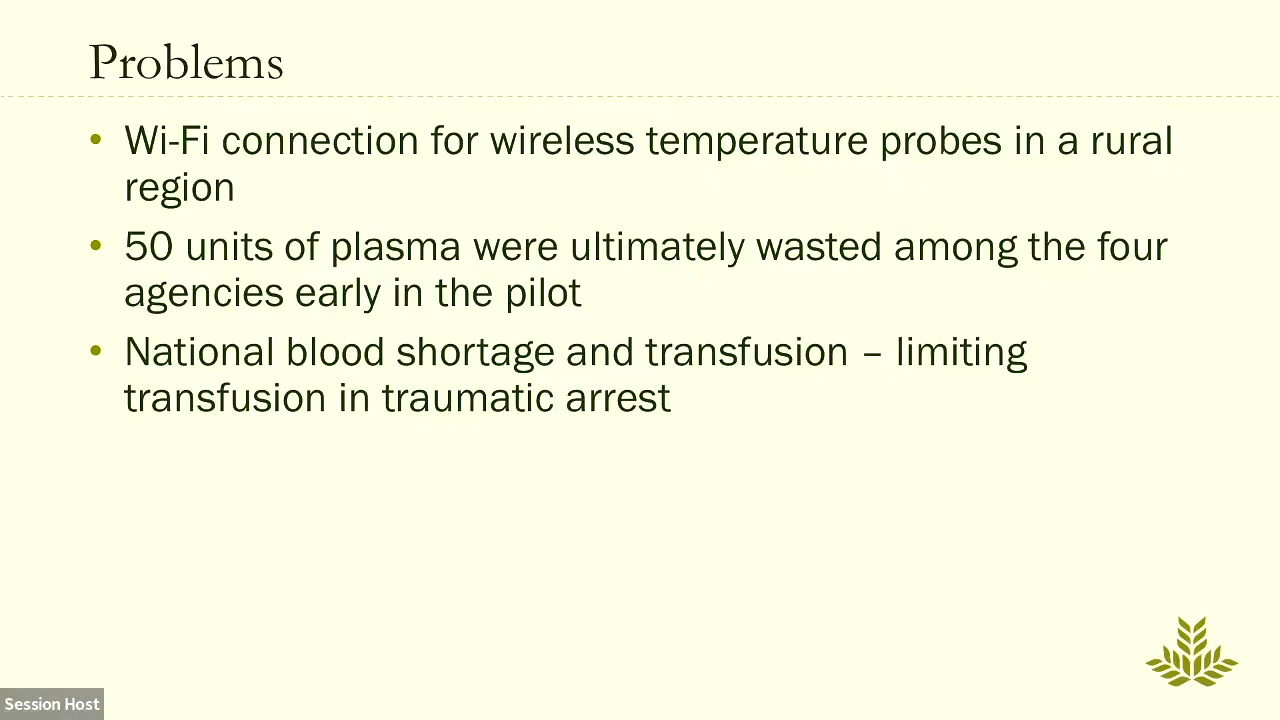 Problems
• Wi-Fi connection for wireless temperature probes in a rural
region
• 50 units of plasma were ultimately wasted among the four
agencies early in the pilot
• National blood shortage and transfusion – limiting
transfusion in traumatic arrest
Session Host